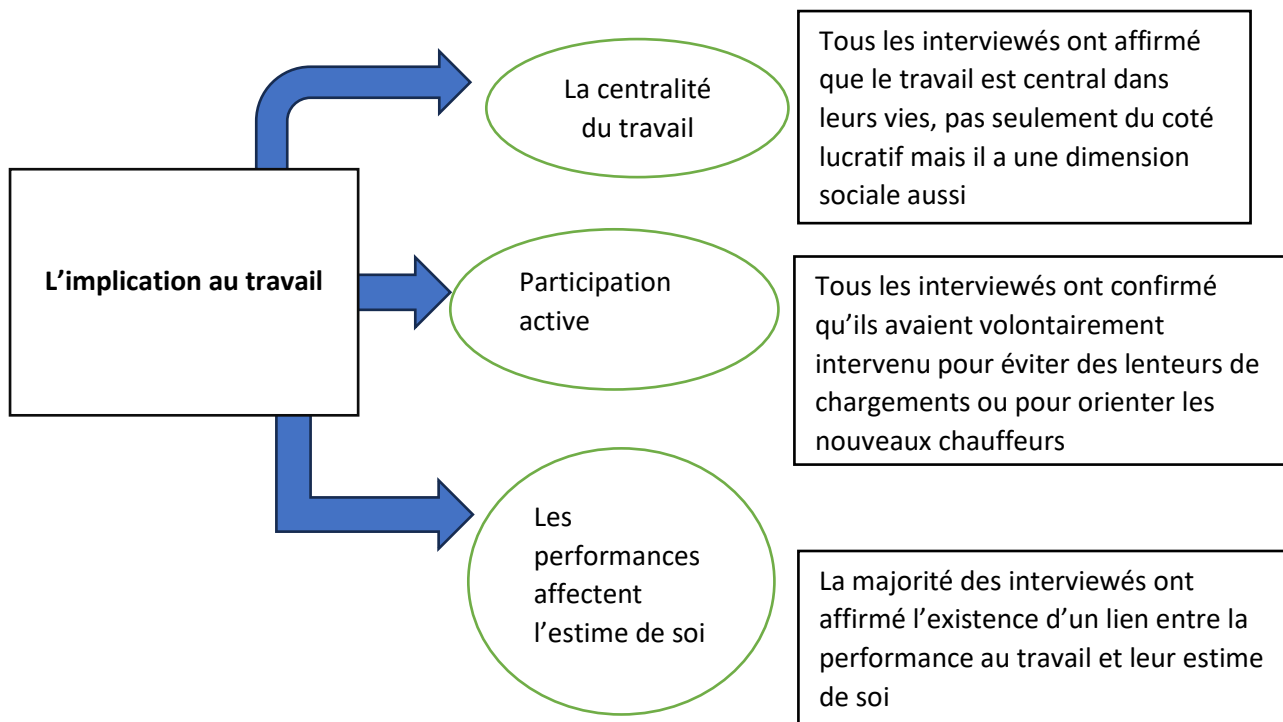 L’implication au travail
La centralité
du travail
Tous les interviewés ont affirmé
que le travail est central dans
leurs vies, pas seulement du coté
lucratif mais il a une dimension
sociale aussi
Participation
active
Tous les interviewés ont confirmé
qu’ils avaient volontairement
intervenu pour éviter des lenteurs de
chargements ou pour orienter les
nouveaux chauffeurs
Les
performances
affectent
l’estime de soi
La majorité des interviewés ont
affirmé l’existence d’un lien entre la
performance au travail et leur estime
de soi